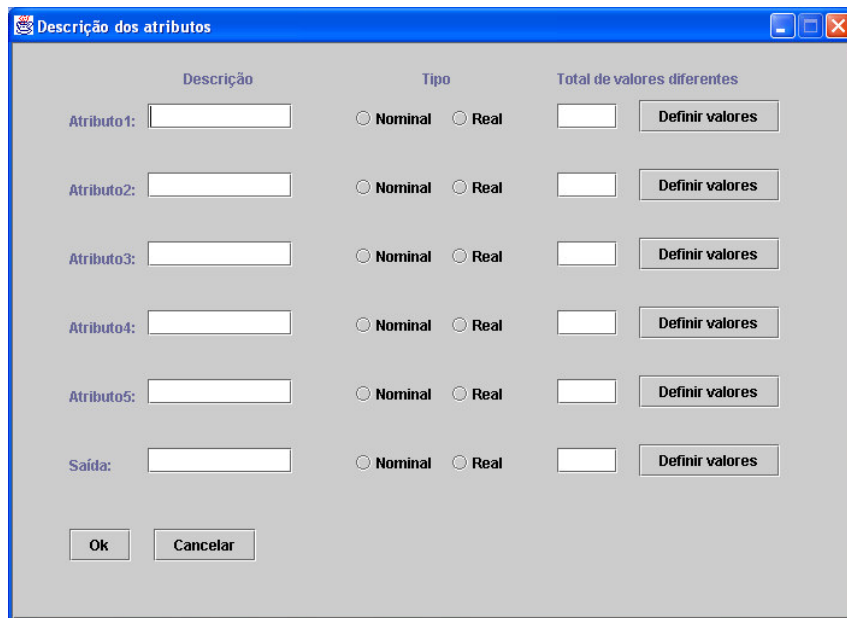 Descrição dos atributos
Descrição Tipo Total de valores diferentes
Atributo1: Nominal Real Definir valores
Atributo2: Nominal Real Definir valores
Atributo3: Nominal Real Definir valores
Atributo4: Nominal Real Definir valores
Atributo5: Nominal Real Definir valores
Saída: Nominal Real Definir valores
Ok Cancelar